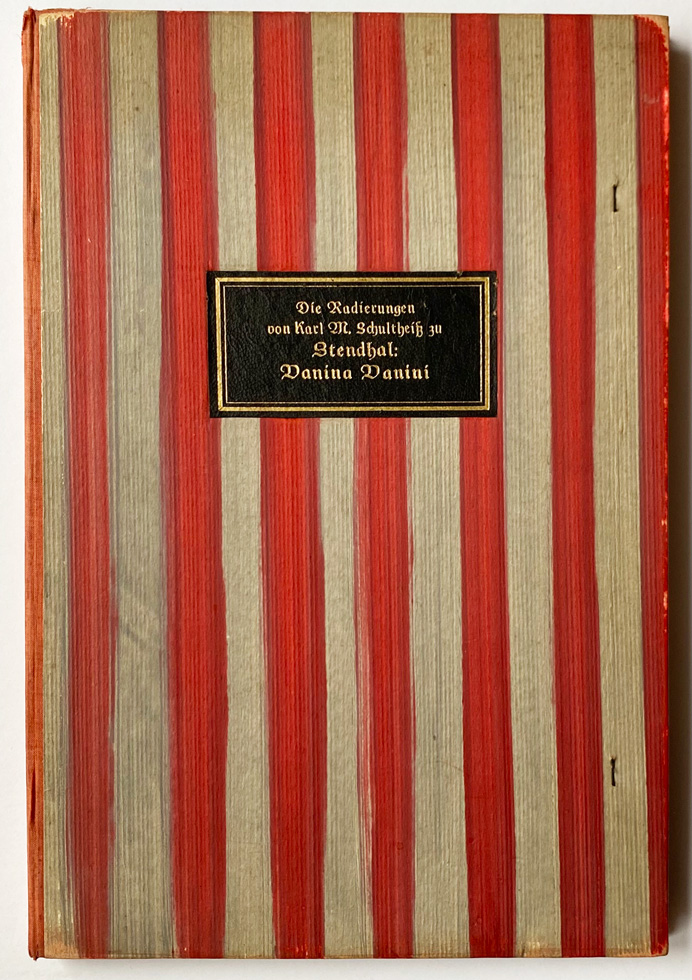 Die Radierungen
von Karl M. Schultheiß zu
Stendhal:
Vanina Vanini